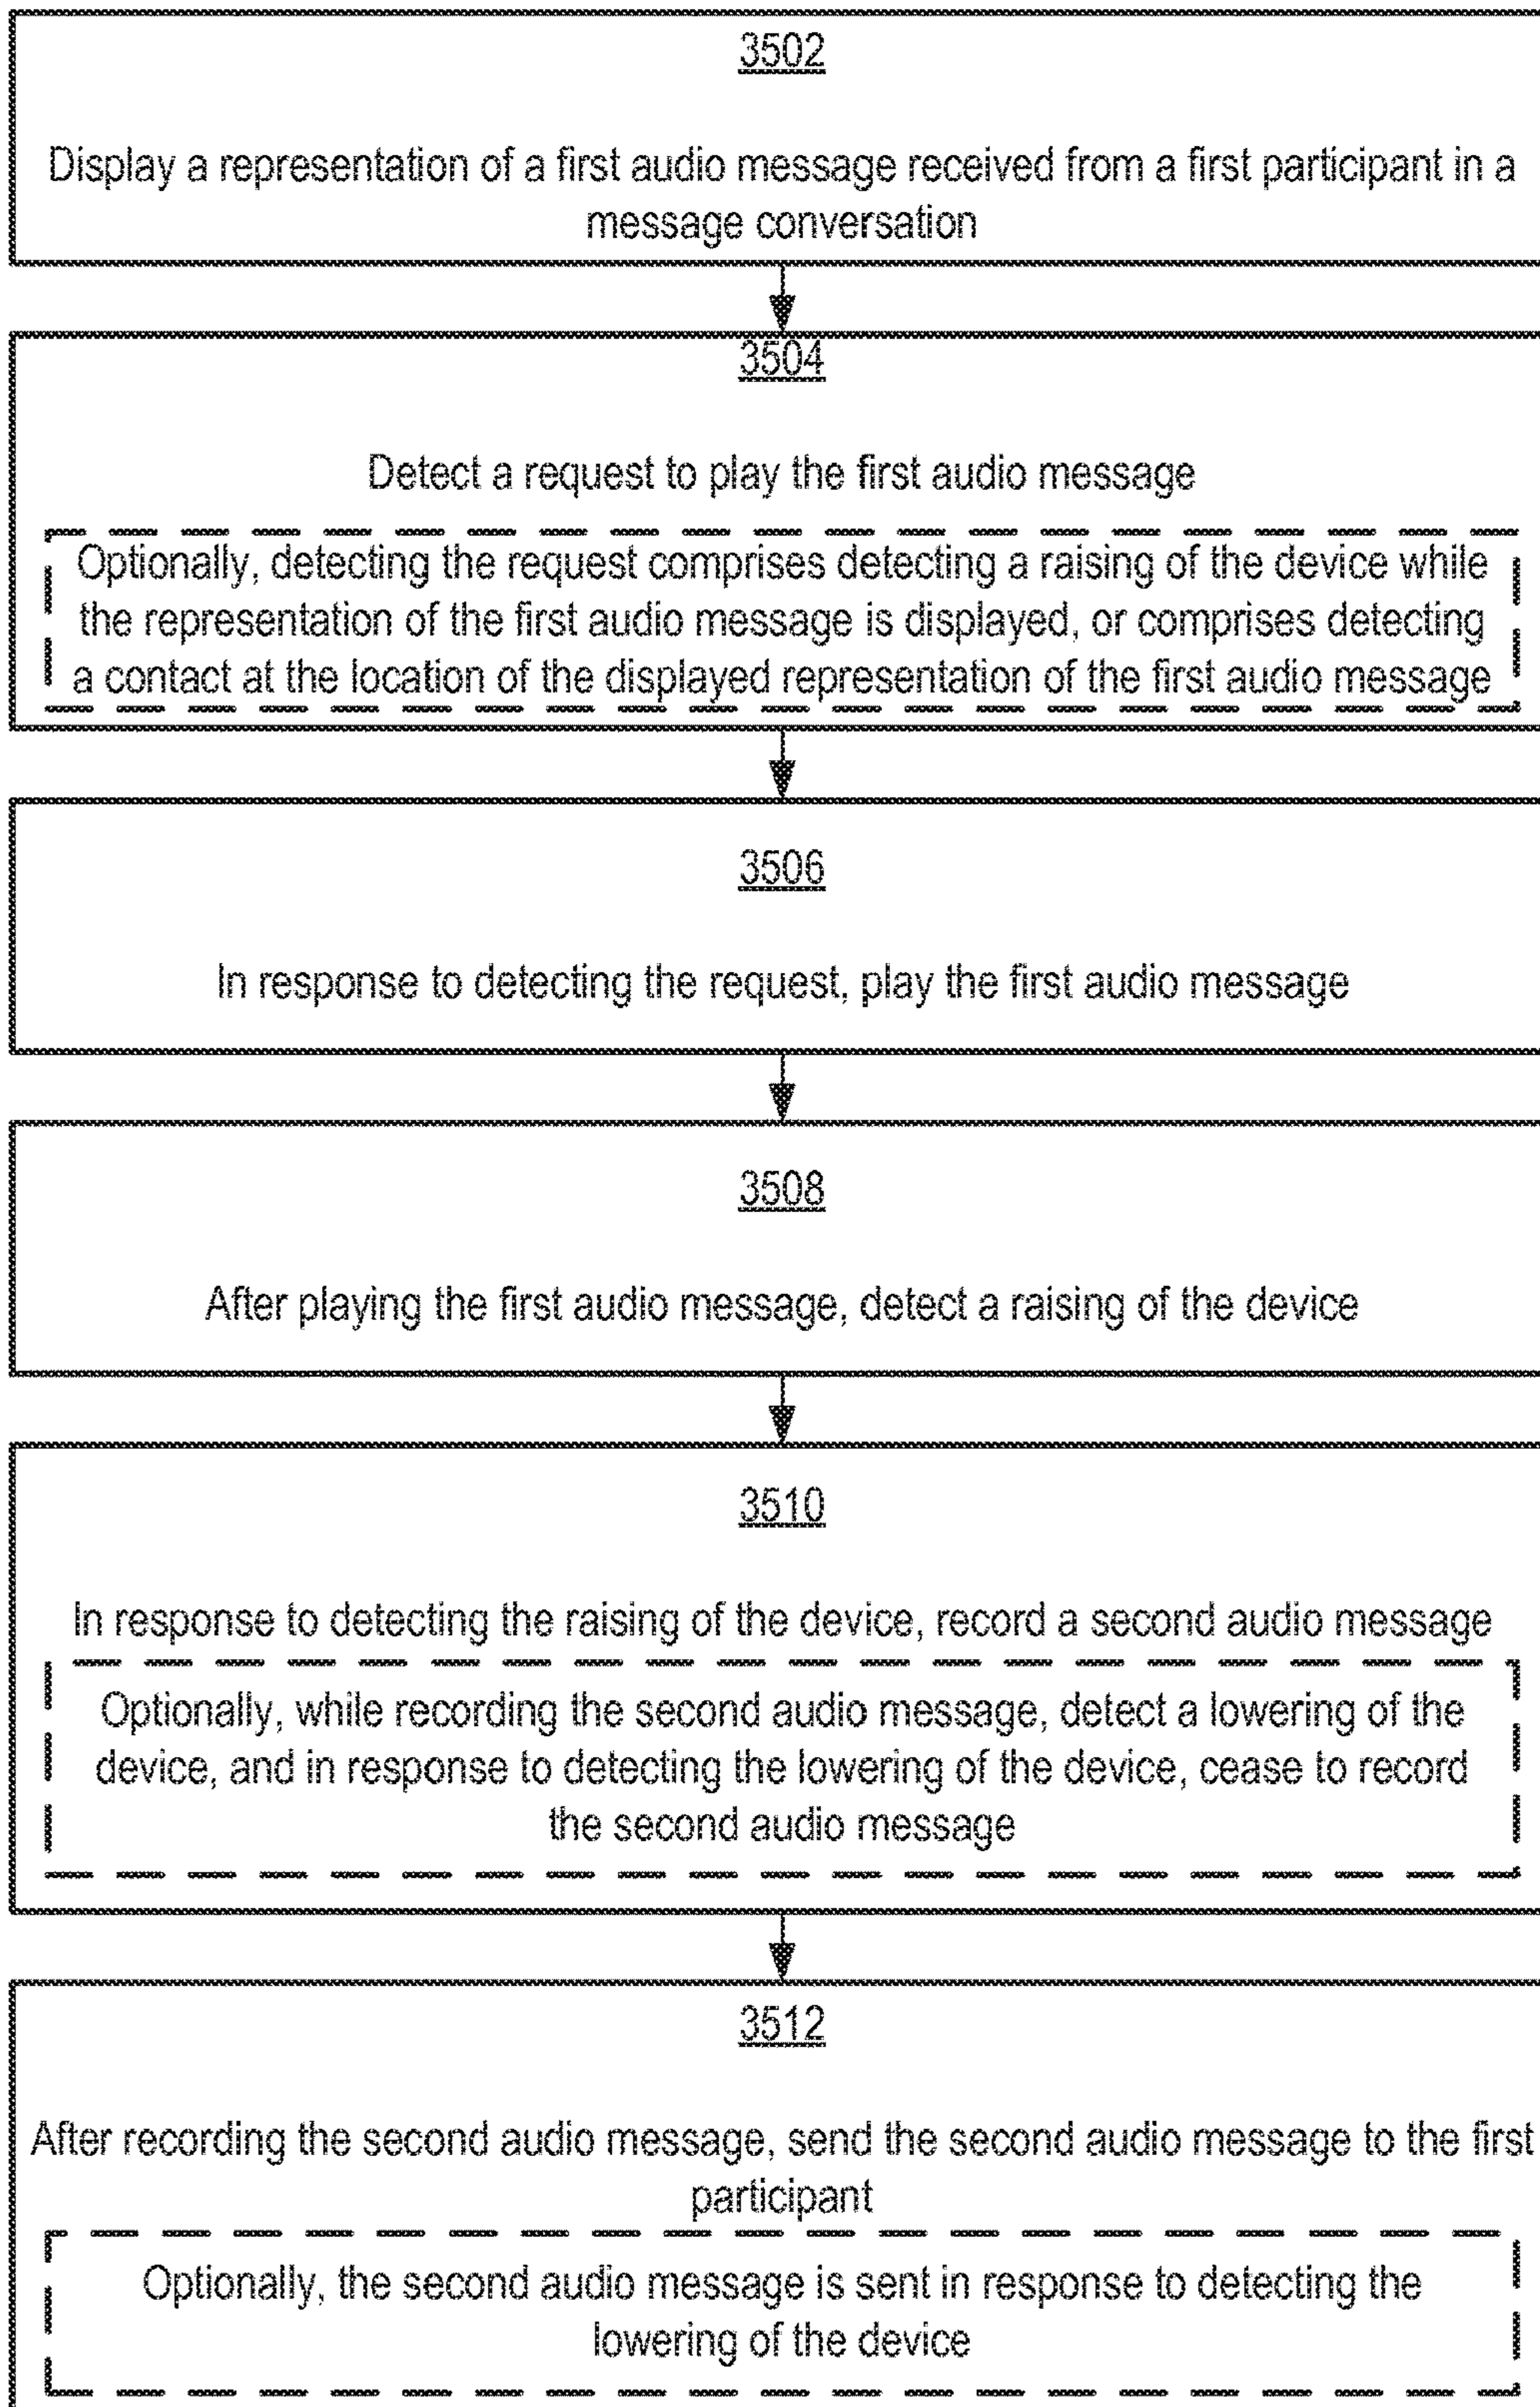 3502
Display a representation of a first audio message received from a first participant in a
message conversation
3504
Detect a request to play the first audio message
Optionally, detecting the request comprises detecting a raising of the device while
the representation of the first audio message is displayed, or comprises detecting
a contact at the location of the displayed representation of the first audio message
3506
In response to detecting the request, play the first audio message
3508
After playing the first audio message, detect a raising of the device
3510
In response to detecting the raising of the device, record a second audio message
Optionally, while recording the second audio message, detect a lowering of the
device, and in response to detecting the lowering of the device, cease to record
the second audio message
3512
After recording the second audio message, send the second audio message to the first
participant
Optionally, the second audio message is sent in response to detecting the
lowering of the device